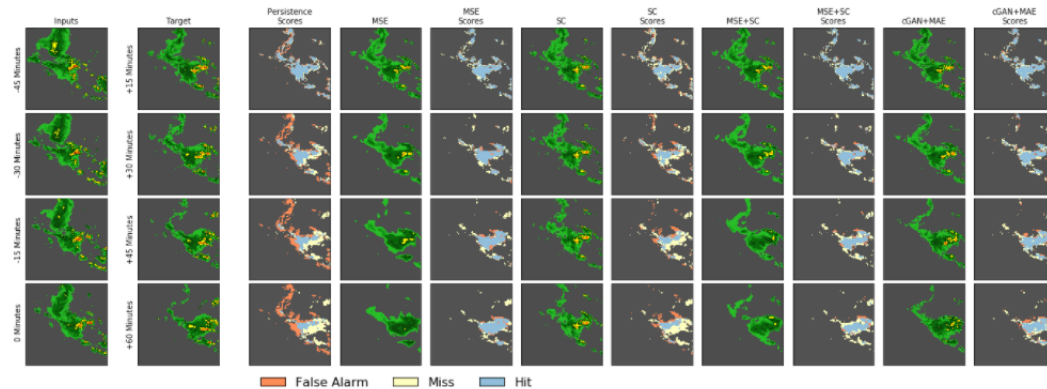 Inputs
Target
Persistence
Scores
MSE
MSE
Scores
SC
SC
Scores
MSE+SC
MSE+SC
Scores
cGAN+MAE
cGAN+MAE
Scores
-45 Minutes
+15 Minutes
-30 Minutes
+30 Minutes
-15 Minutes
+45 Minutes
0 Minutes
+60 Minutes
False Alarm
Miss
Hit